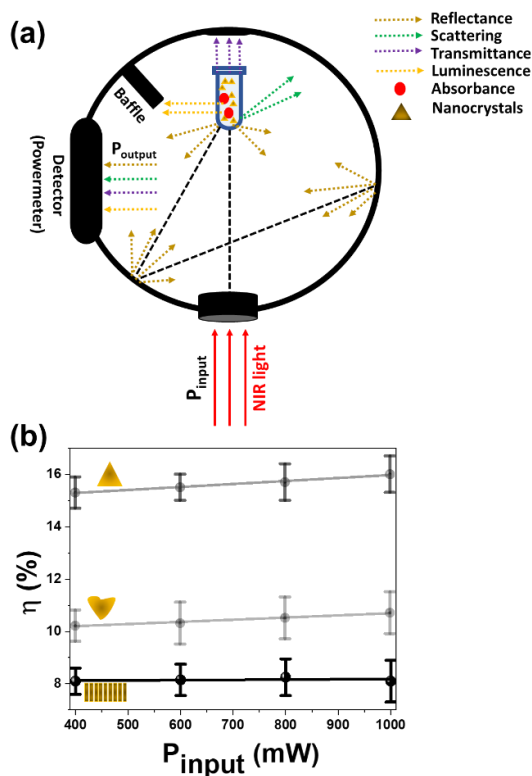 (a)
Reflectance
Scattering
Transmittance
Luminescence
Absorbance
Nanocrystals
Baffle
Detector
(Powermeter)
Poutput
Pinput
NIR light
(b)
η (%)
16
14
12
10
8
400 500 600 700 800 900 1000
Pinput (mW)